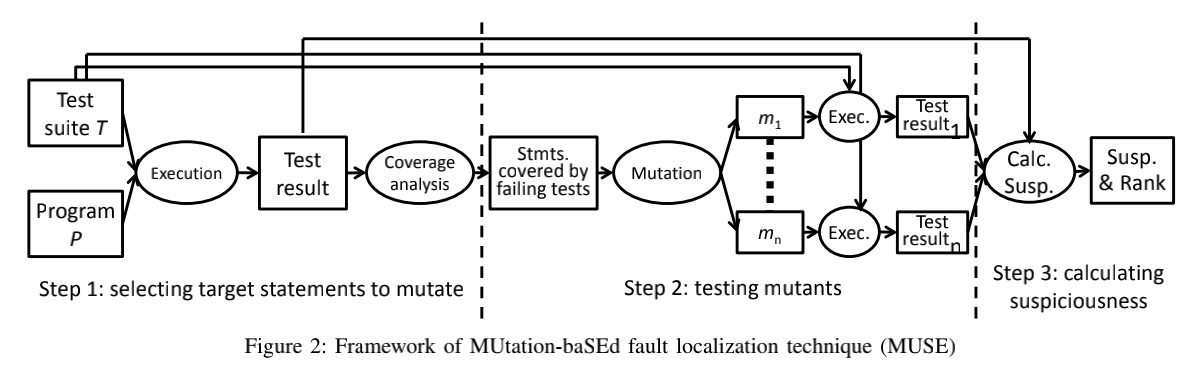 Test
suite T
Program
P
Execution
Test
result
Coverage
analysis
Stmts.
covered by
failing tests
Mutation
m1
mn
Exec.
Exec.
Test
result1
Test
resultn
Calc.
Susp.
Susp.
& Rank
Step 1: selecting target statements to mutate
Step 2: testing mutants
Step 3: calculating
suspiciousness
Figure 2: Framework of MUtation-baSEd fault localization technique (MUSE)